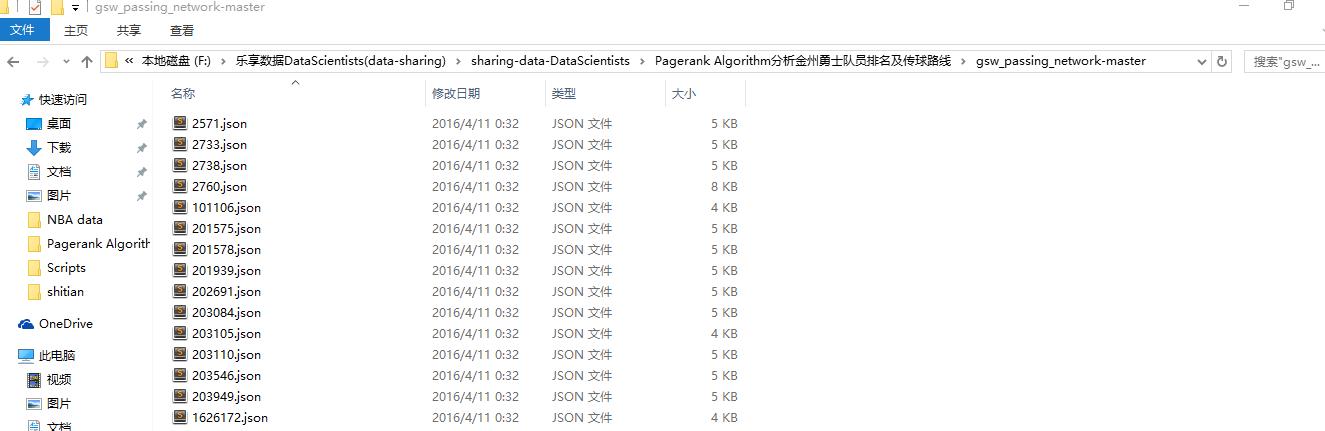 gsw_passing_network-master
文件 主页 共享 查看
« 本地磁盘 (F:) › 乐享数据DataScientists(data-sharing) › sharing-data-DataScientists › Pagerank Algorithm分析金州勇士队员排名及传球路线 › gsw_passing_network-master 搜索"gsw_...
快速访问
桌面
下载
文档
图片
NBA data
Pagerank Algorith
Scripts
shitian
OneDrive
此电脑
视频
图片
文档
名称 修改日期 类型 大小
2571.json 2016/4/11 0:32 JSON 文件 5 KB
2733.json 2016/4/11 0:32 JSON 文件 5 KB
2738.json 2016/4/11 0:32 JSON 文件 5 KB
2760.json 2016/4/11 0:32 JSON 文件 8 KB
101106.json 2016/4/11 0:32 JSON 文件 4 KB
201575.json 2016/4/11 0:32 JSON 文件 5 KB
201578.json 2016/4/11 0:32 JSON 文件 5 KB
201939.json 2016/4/11 0:32 JSON 文件 5 KB
202691.json 2016/4/11 0:32 JSON 文件 5 KB
203084.json 2016/4/11 0:32 JSON 文件 5 KB
203105.json 2016/4/11 0:32 JSON 文件 4 KB
203110.json 2016/4/11 0:32 JSON 文件 5 KB
203546.json 2016/4/11 0:32 JSON 文件 5 KB
203949.json 2016/4/11 0:32 JSON 文件 5 KB
1626172.json 2016/4/11 0:32 JSON 文件 4 KB